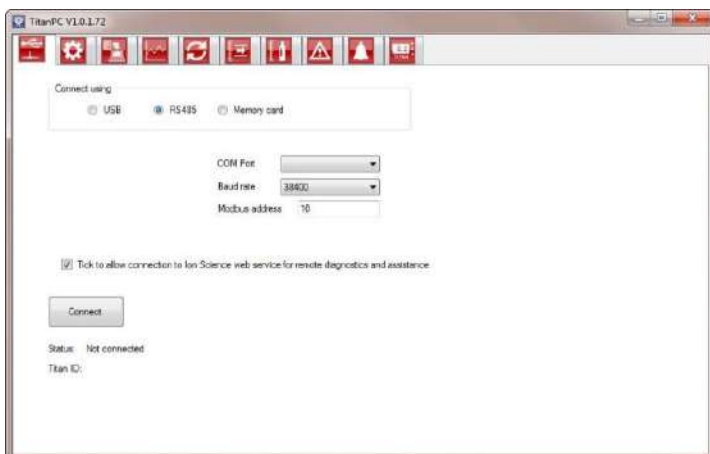 TitanPC V1.0.1.72
Connect using
USB RS485 Memory card
COM Port
Baud rate 38400
Modbus address 10
Tick to allow connection to Ion Science web service for remote diagnostics and assistance
Connect
Status: Not connected
Titan ID: